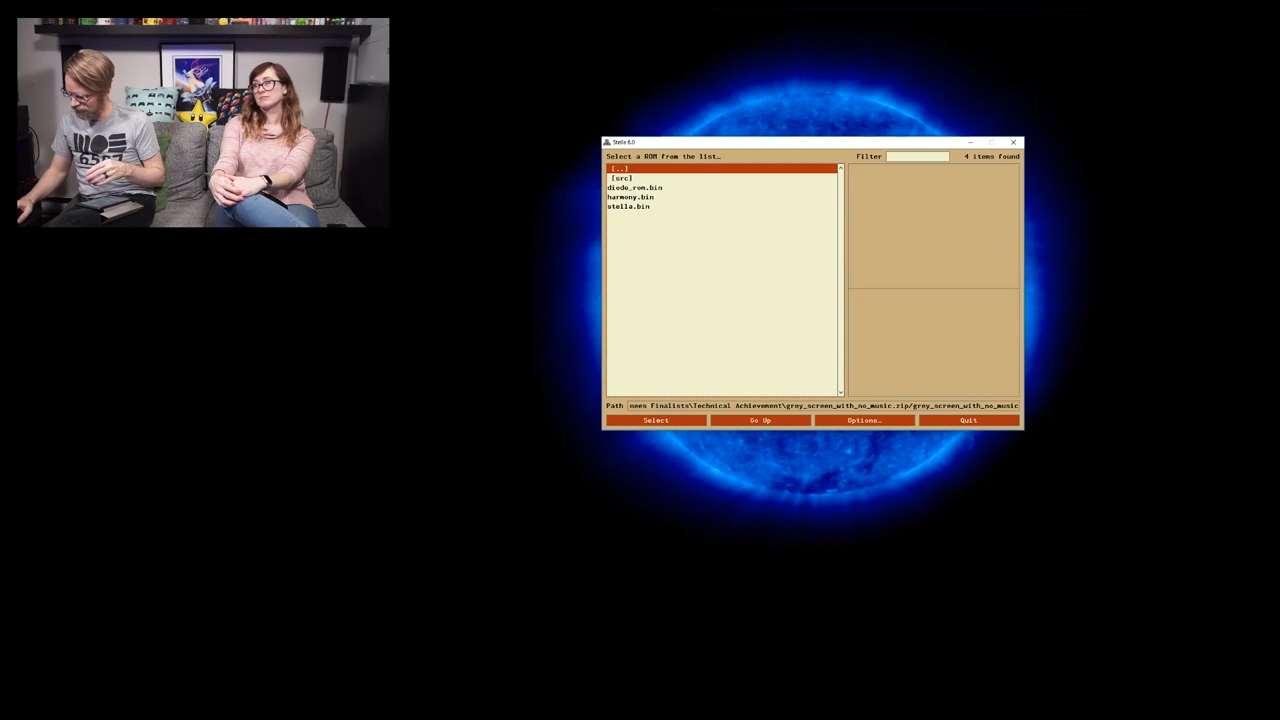 6507
Stella 6.0
Select a ROM from the list…
Filter
4 items found
[..]
[src]
diode_rom.bin
harmony.bin
stella.bin
Path
nees Finalists\Technical Achievement\grey_screen_with_no_music.zip/grey_screen_with_no_music
Select
Go Up
Options…
Quit